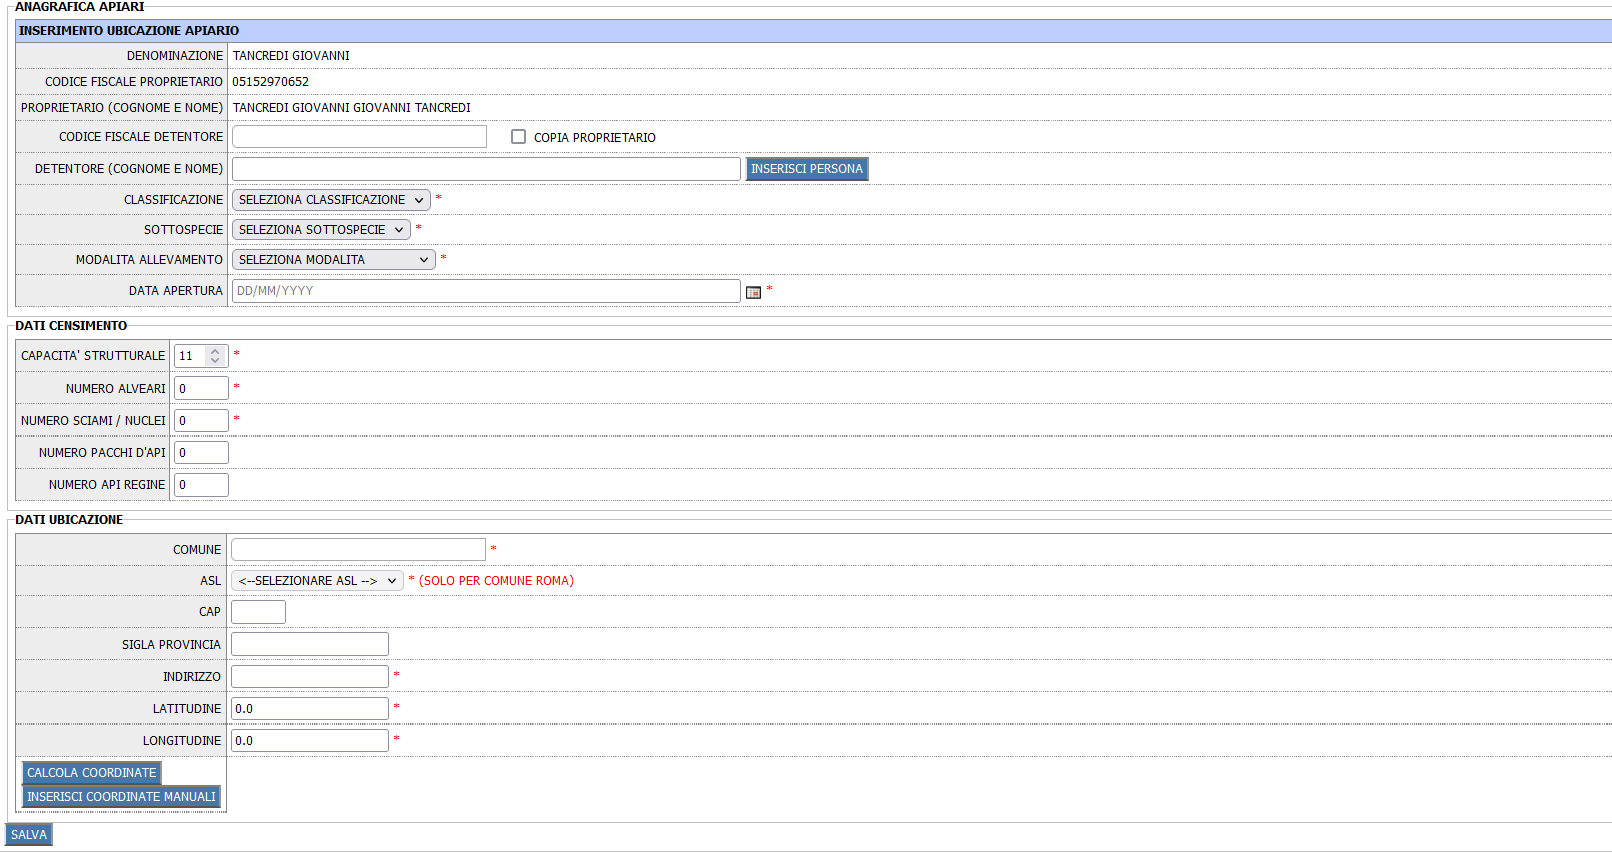 ANAGRAFICA APIARI
INSERIMENTO UBICAZIONE APIARIO
DENOMINAZIONE TANCREDI GIOVANNI
CODICE FISCALE PROPRIETARIO 05152970652
PROPRIETARIO (COGNOME E NOME) TANCREDI GIOVANNI GIOVANNI TANCREDI
CODICE FISCALE DETENTORE COPIA PROPRIETARIO
DETENTORE (COGNOME E NOME) INSERISCI PERSONA
CLASSIFICAZIONE SELEZIONA CLASSIFICAZIONE *
SOTTOSPECIE SELEZIONA SOTTOSPECIE *
MODALITA ALLEVAMENTO SELEZIONA MODALITA *
DATA APERTURA DD/MM/YYYY *
DATI CENSIMENTO
CAPACITA' STRUTTURALE 11 *
NUMERO ALVEARI 0 *
NUMERO SCIAMI / NUCLEI 0 *
NUMERO PACCHI D'API 0
NUMERO API REGINE 0
DATI UBICAZIONE
COMUNE *
ASL <--SELEZIONARE ASL --> * (SOLO PER COMUNE ROMA)
CAP
SIGLA PROVINCIA
INDIRIZZO *
LATITUDINE 0.0 *
LONGITUDINE 0.0 *
CALCOLA COORDINATE
INSERISCI COORDINATE MANUALI
SALVA